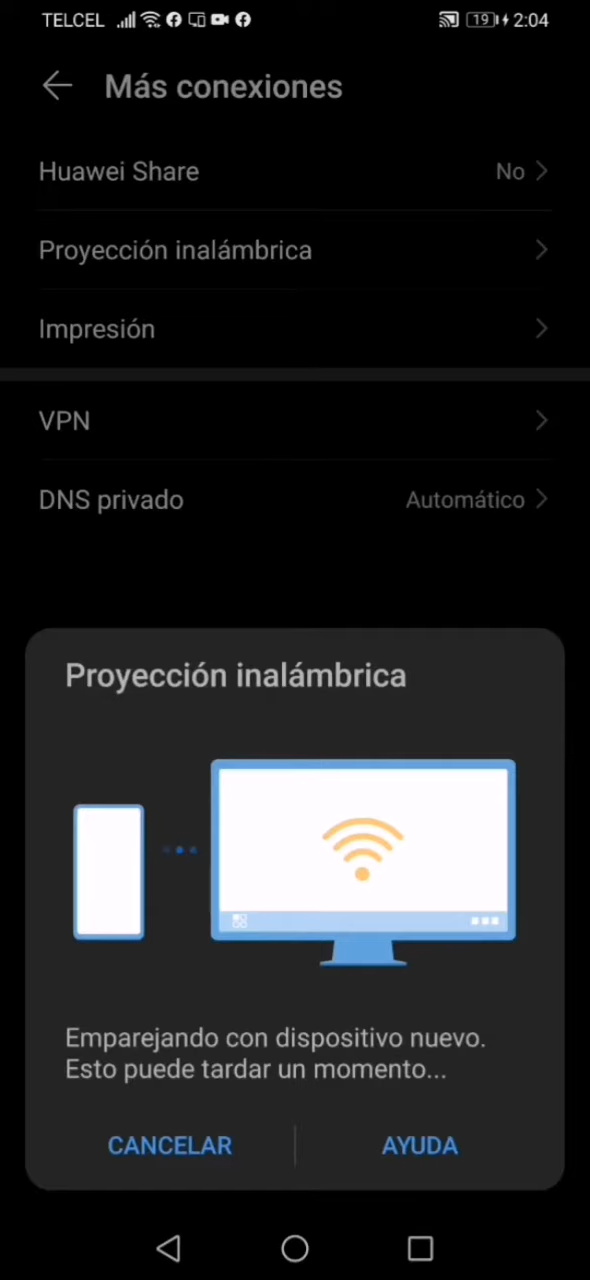 TELCEL 19 2:04
Más conexiones
Huawei Share No
Proyección inalámbrica
Impresión
VPN
DNS privado Automático
Proyección inalámbrica
Emparejando con dispositivo nuevo.
Esto puede tardar un momento...
CANCELAR AYUDA